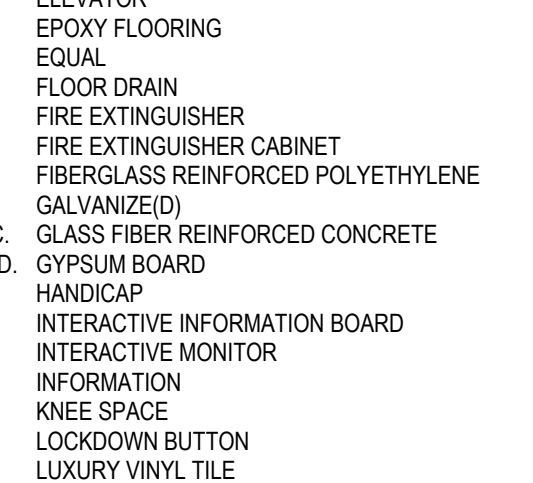 ELEVATOR
EPOXY FLOORING
EQUAL
FLOOR DRAIN
FIRE EXTINGUISHER
FIRE EXTINGUISHER CABINET
FIBERGLASS REINFORCED POLYETHYLENE
GALVANIZE(D)
C. GLASS FIBER REINFORCED CONCRETE
D. GYPSUM BOARD
HANDICAP
INTERACTIVE INFORMATION BOARD
INTERACTIVE MONITOR
INFORMATION
KNEE SPACE
LOCKDOWN BUTTON
LUXURY VINYL TILE